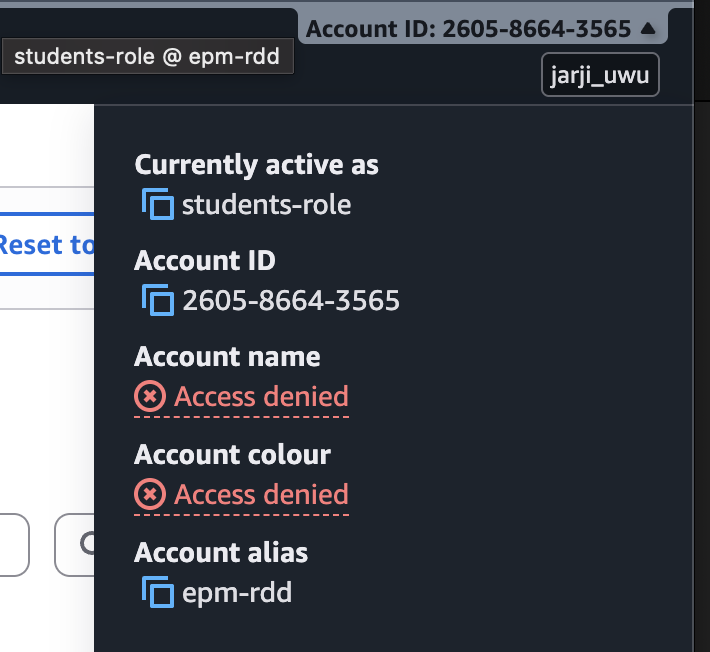 Account ID: 2605-8664-3565
students-role @ epm-rdd
jarji_uwu
Currently active as
students-role
Reset to
Account ID
2605-8664-3565
Account name
Access denied
Account colour
Access denied
Account alias
epm-rdd